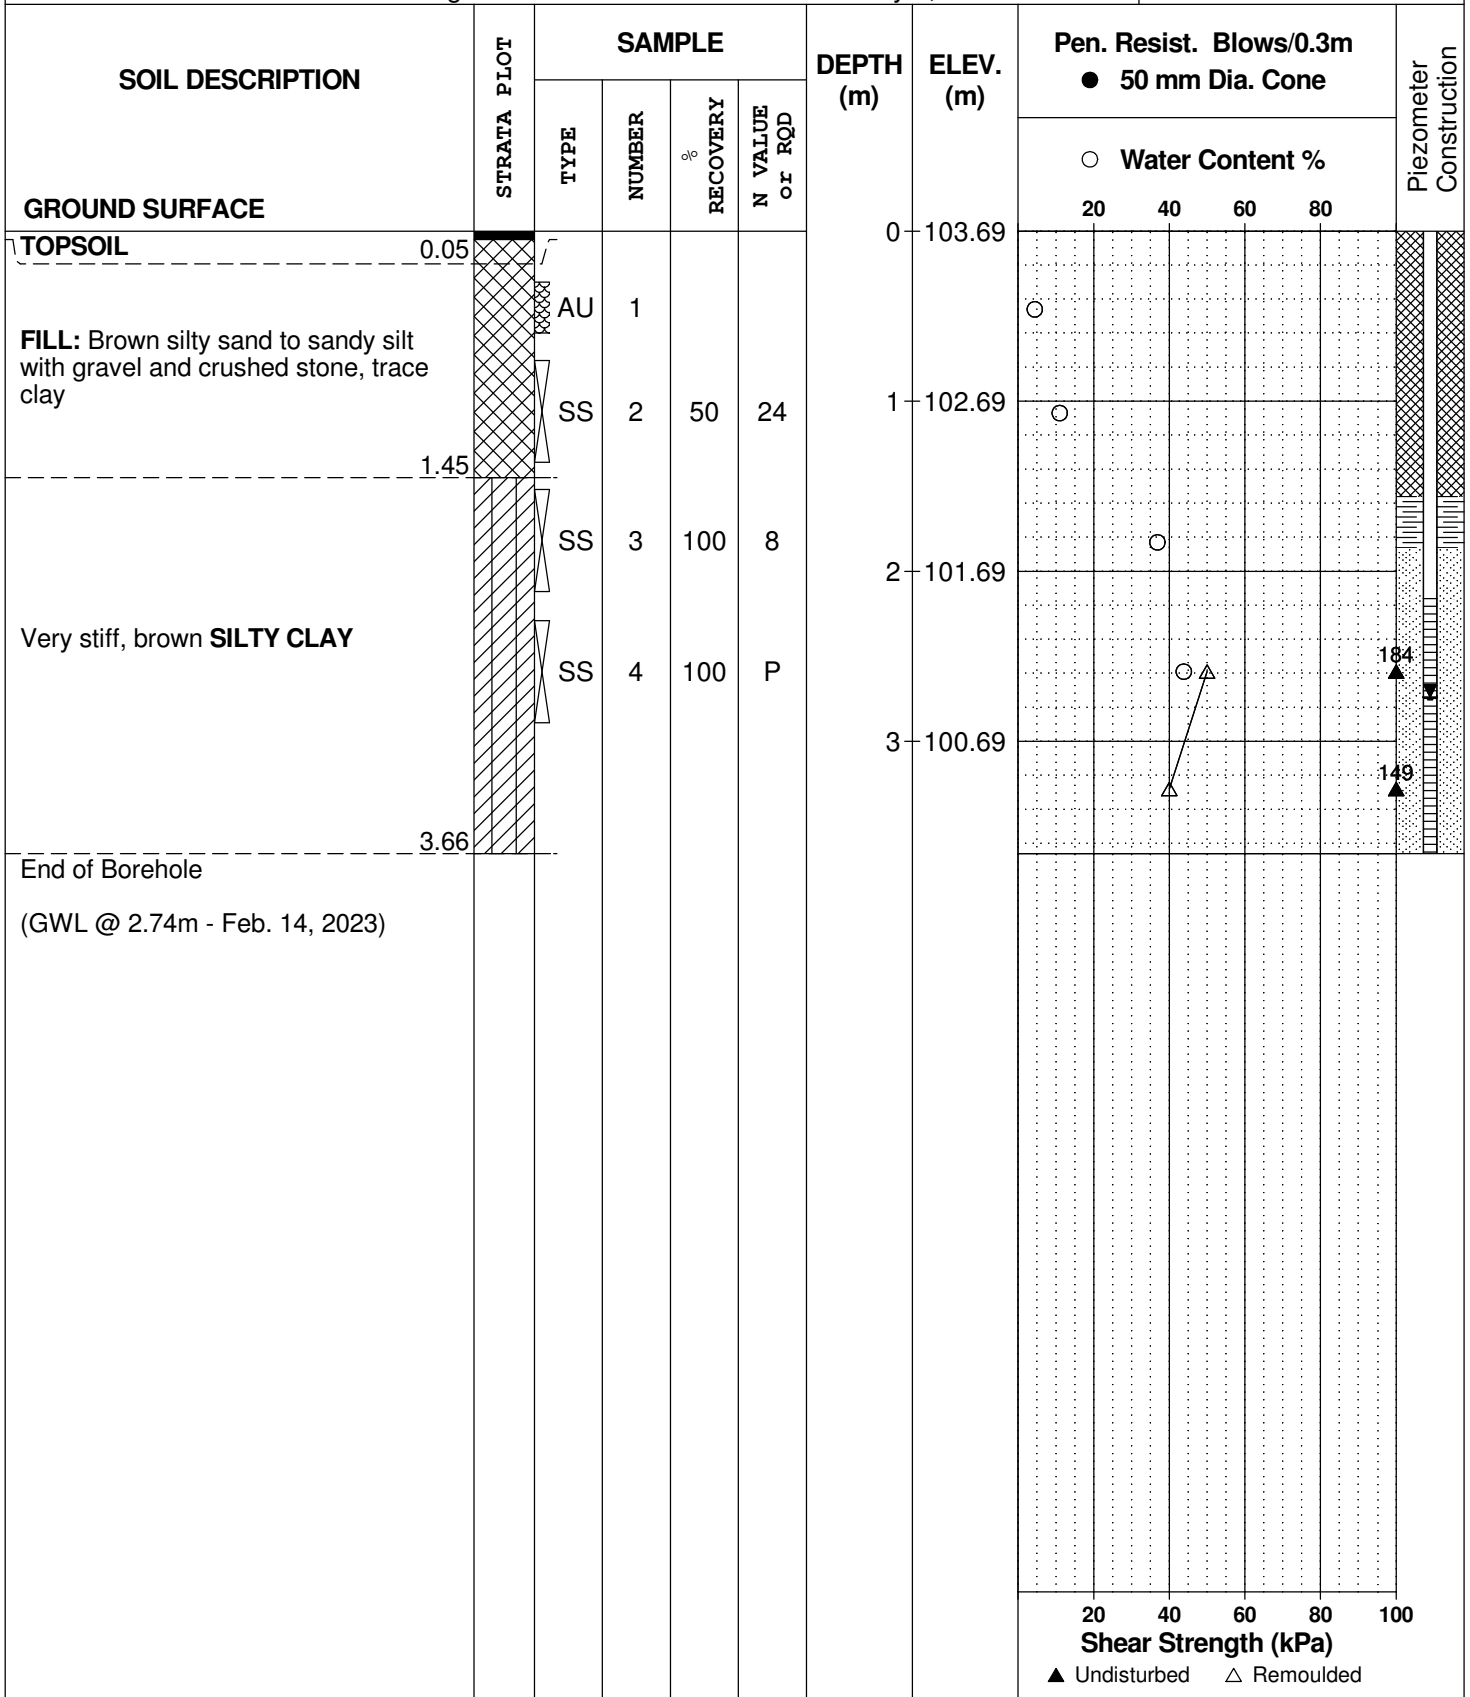 SOIL DESCRIPTION
GROUND SURFACE
STRATA PLOT
SAMPLE
TYPE
NUMBER
% RECOVERY
N VALUE or RQD
DEPTH (m)
ELEV. (m)
Pen. Resist. Blows/0.3m
● 50 mm Dia. Cone
○ Water Content %
20 40 60 80
Piezometer Construction
TOPSOIL 0.05
0 103.69
AU 1
FILL: Brown silty sand to sandy silt
with gravel and crushed stone, trace
clay
SS 2 50 24
1 102.69
1.45
SS 3 100 8
2 101.69
Very stiff, brown SILTY CLAY
SS 4 100 P
184
3 100.69
149
3.66
End of Borehole
(GWL @ 2.74m - Feb. 14, 2023)
20 40 60 80 100
Shear Strength (kPa)
▲ Undisturbed △ Remoulded